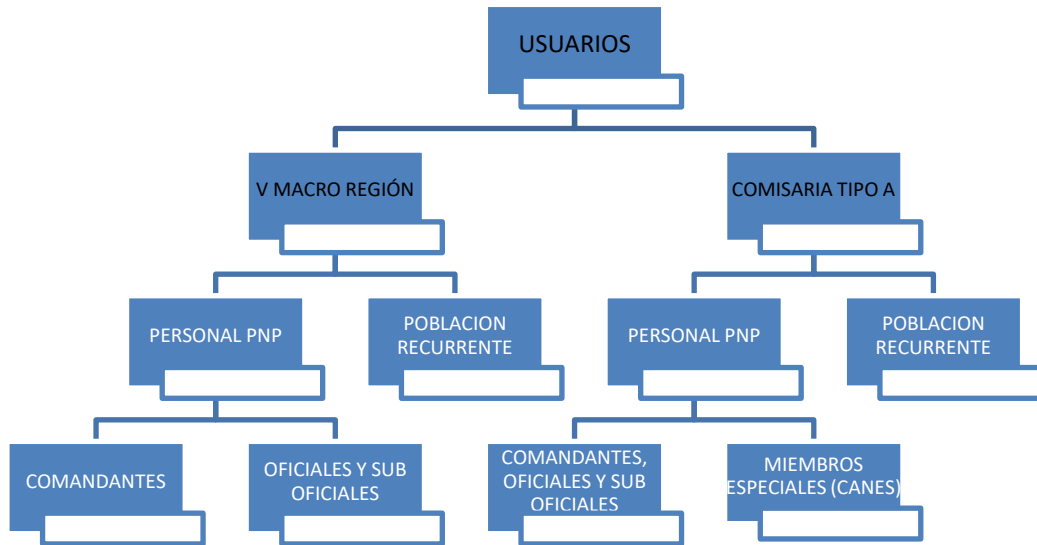 USUARIOS
V MACRO REGIÓN
COMISARIA TIPO A
PERSONAL PNP
POBLACION
RECURRENTE
PERSONAL PNP
POBLACION
RECURRENTE
COMANDANTES
OFICIALES Y SUB
OFICIALES
COMANDANTES,
OFICIALES Y SUB
OFICIALES
MIEMBROS
ESPECIALES (CANES)